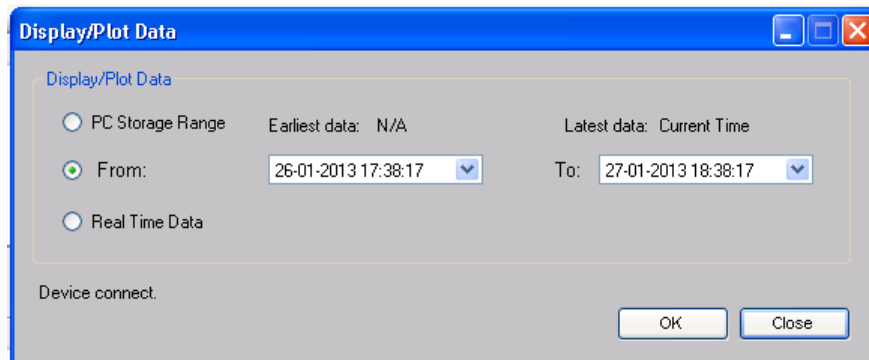 Display/Plot Data
Display/Plot Data
PC Storage Range Earliest data: N/A Latest data: Current Time
From: 26-01-2013 17:38:17 To: 27-01-2013 18:38:17
Real Time Data
Device connect.
OK Close